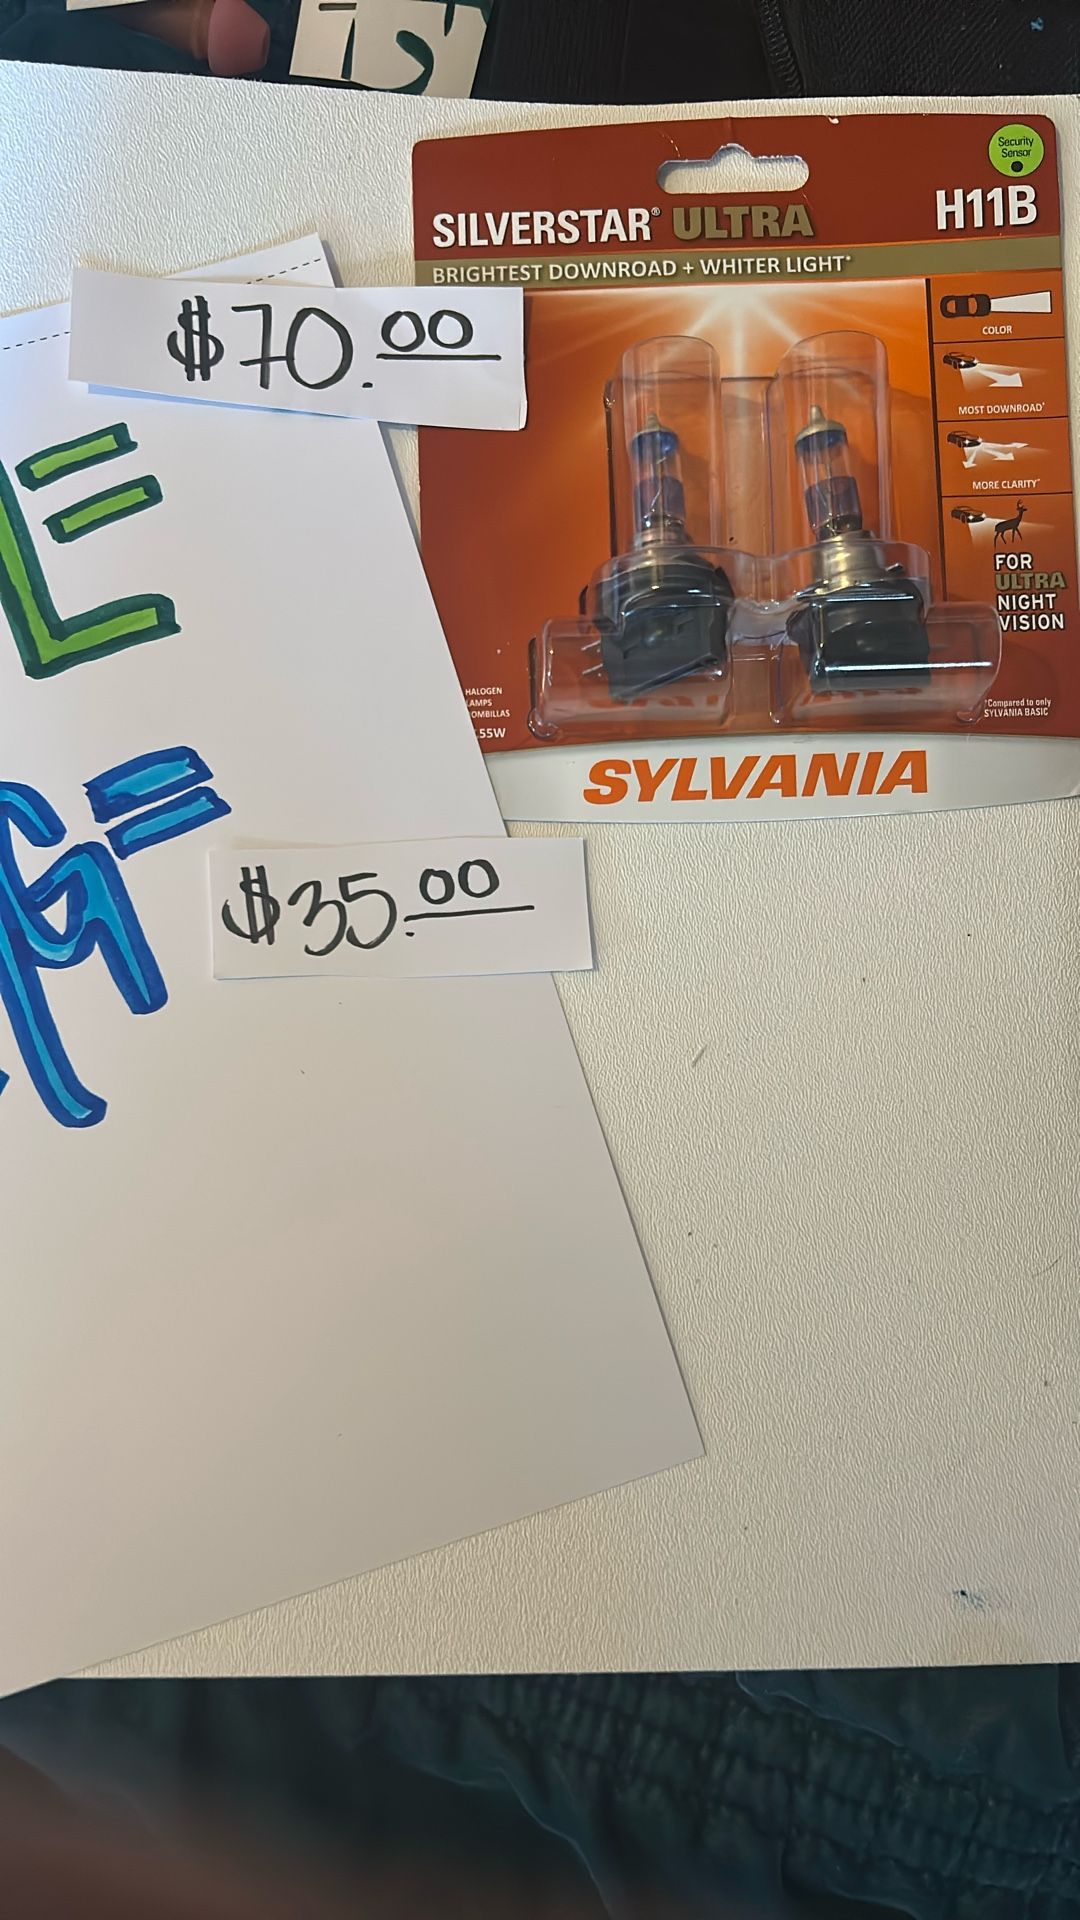 Security
Sensor
SILVERSTAR® ULTRA
H11B
BRIGHTEST DOWNROAD + WHITER LIGHT*
$70.00
COLOR
MOST DOWNROAD*
MORE CLARITY*
FOR
ULTRA
NIGHT
VISION
HALOGEN
LAMPS
OMBILLAS
55W
*Compared to only
SYLVANIA BASIC
SYLVANIA
E
G=
$35.00